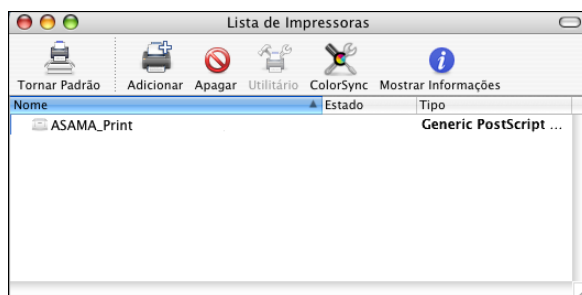 Lista de Impressoras
Tornar Padrão Adicionar Apagar Utilitário ColorSync Mostrar Informações
Nome Estado Tipo
ASAMA_Print Generic PostScript ...